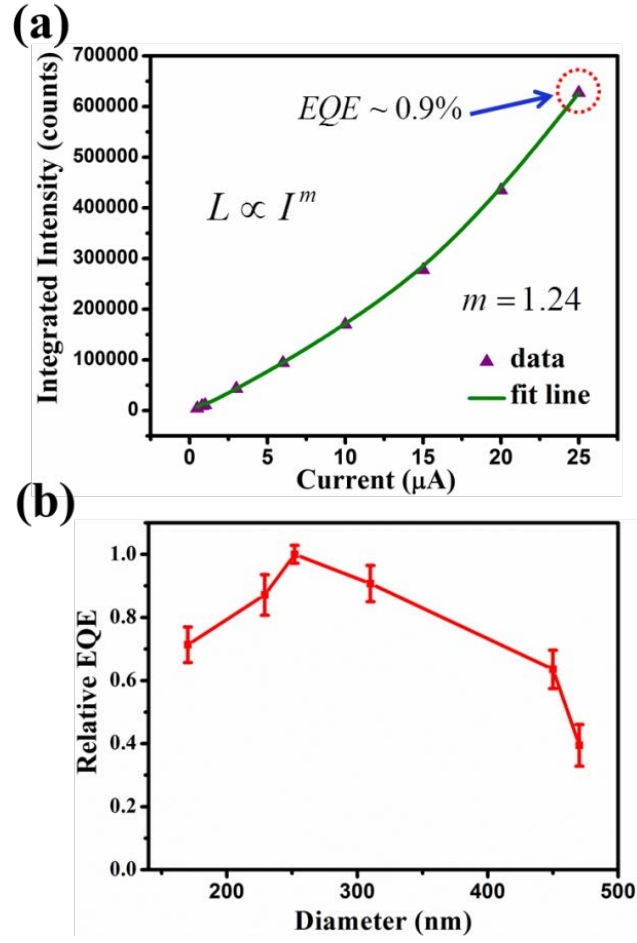 (a)
700000
600000
500000
400000
300000
200000
100000
0
Integrated Intensity (counts)
EQE ~ 0.9%
L ∝ I^m
m = 1.24
data
fit line
0 5 10 15 20 25
Current (μA)
(b)
1.0
0.8
0.6
0.4
0.2
0.0
Relative EQE
200 300 400 500
Diameter (nm)